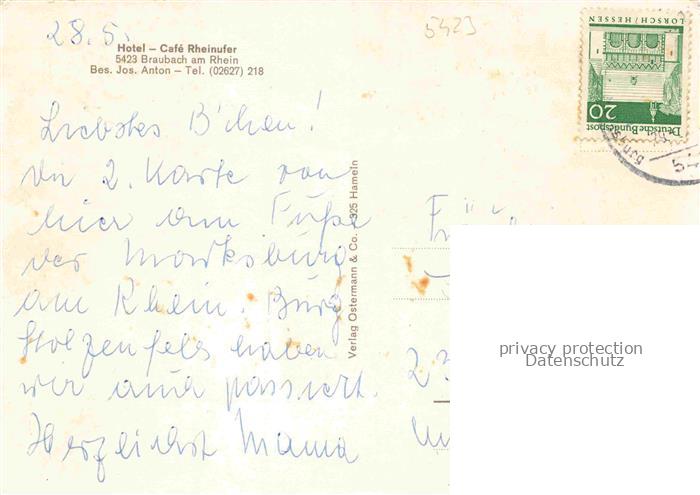 28.5.
5423
Hotel – Café Rheinufer
5423 Braubach am Rhein
Bes. Jos. Anton – Tel. (02627) 218
Liebstes B'chen!
die 2. Karte von
hier am Fuße
der Marksburg
am Rhein. Burg
Stolzenfels haben
wir auch passiert.
Herzlichst Mama
Verlag Ostermann & Co. · 325 Hameln
LORSCH/HESSEN
20
Deutsche Bundespost
privacy protection
Datenschutz